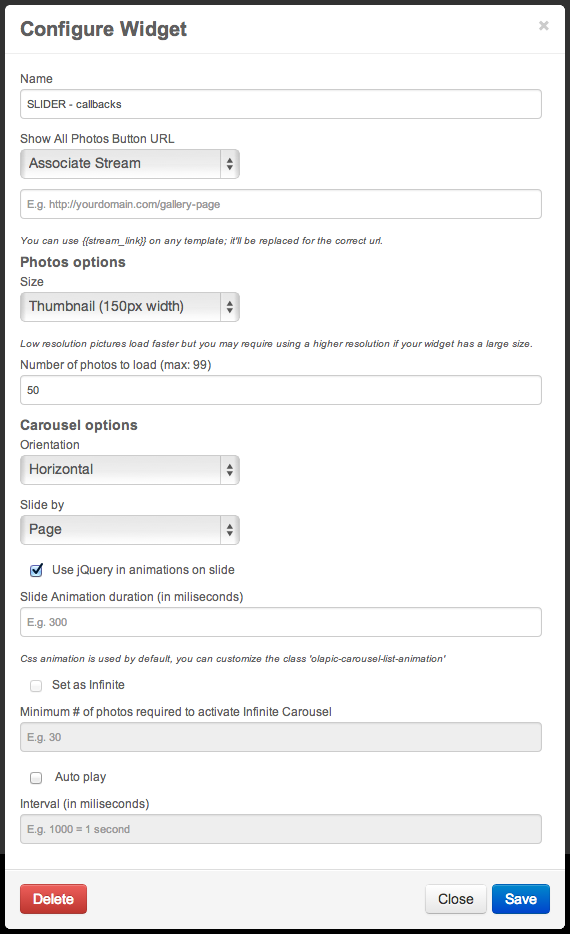 Configure Widget ×
Name
SLIDER - callbacks
Show All Photos Button URL
Associate Stream
E.g. http://yourdomain.com/gallery-page
You can use {{stream_link}} on any template; it'll be replaced for the correct url.
Photos options
Size
Thumbnail (150px width)
Low resolution pictures load faster but you may require using a higher resolution if your widget has a large size.
Number of photos to load (max: 99)
50
Carousel options
Orientation
Horizontal
Slide by
Page
Use jQuery in animations on slide
Slide Animation duration (in miliseconds)
E.g. 300
Css animation is used by default, you can customize the class 'olapic-carousel-list-animation'
Set as Infinite
Minimum # of photos required to activate Infinite Carousel
E.g. 30
Auto play
Interval (in miliseconds)
E.g. 1000 = 1 second
Delete Close Save